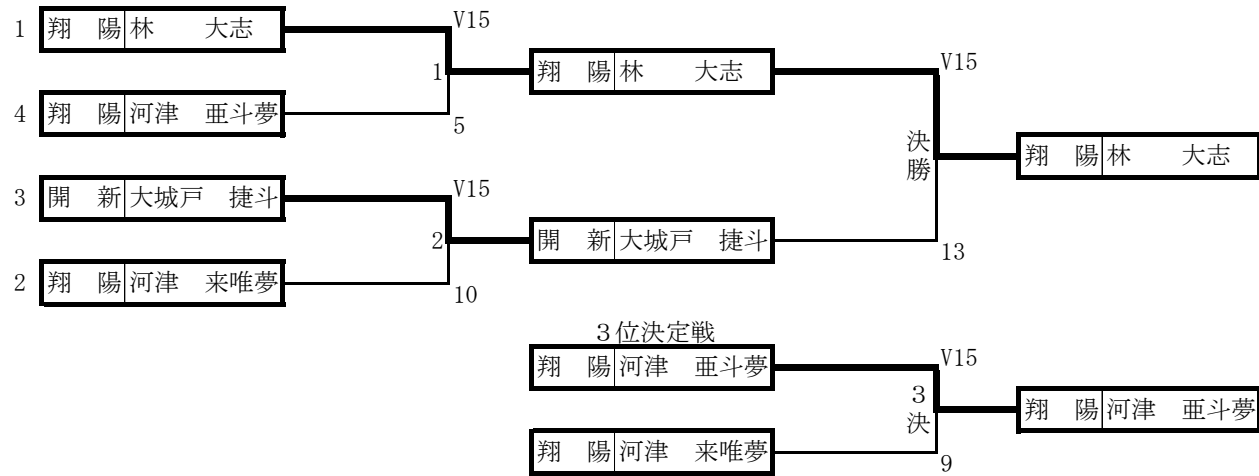 1 翔　陽 林　　大志 V15
1 翔　陽 林　　大志 V15
4 翔　陽 河津　亜斗夢 5
決勝 翔　陽 林　　大志
3 開　新 大城戸　捷斗 V15
2 開　新 大城戸　捷斗 13
2 翔　陽 河津　来唯夢 10
３位決定戦
翔　陽 河津　亜斗夢 V15
３決 翔　陽 河津　亜斗夢
翔　陽 河津　来唯夢 9